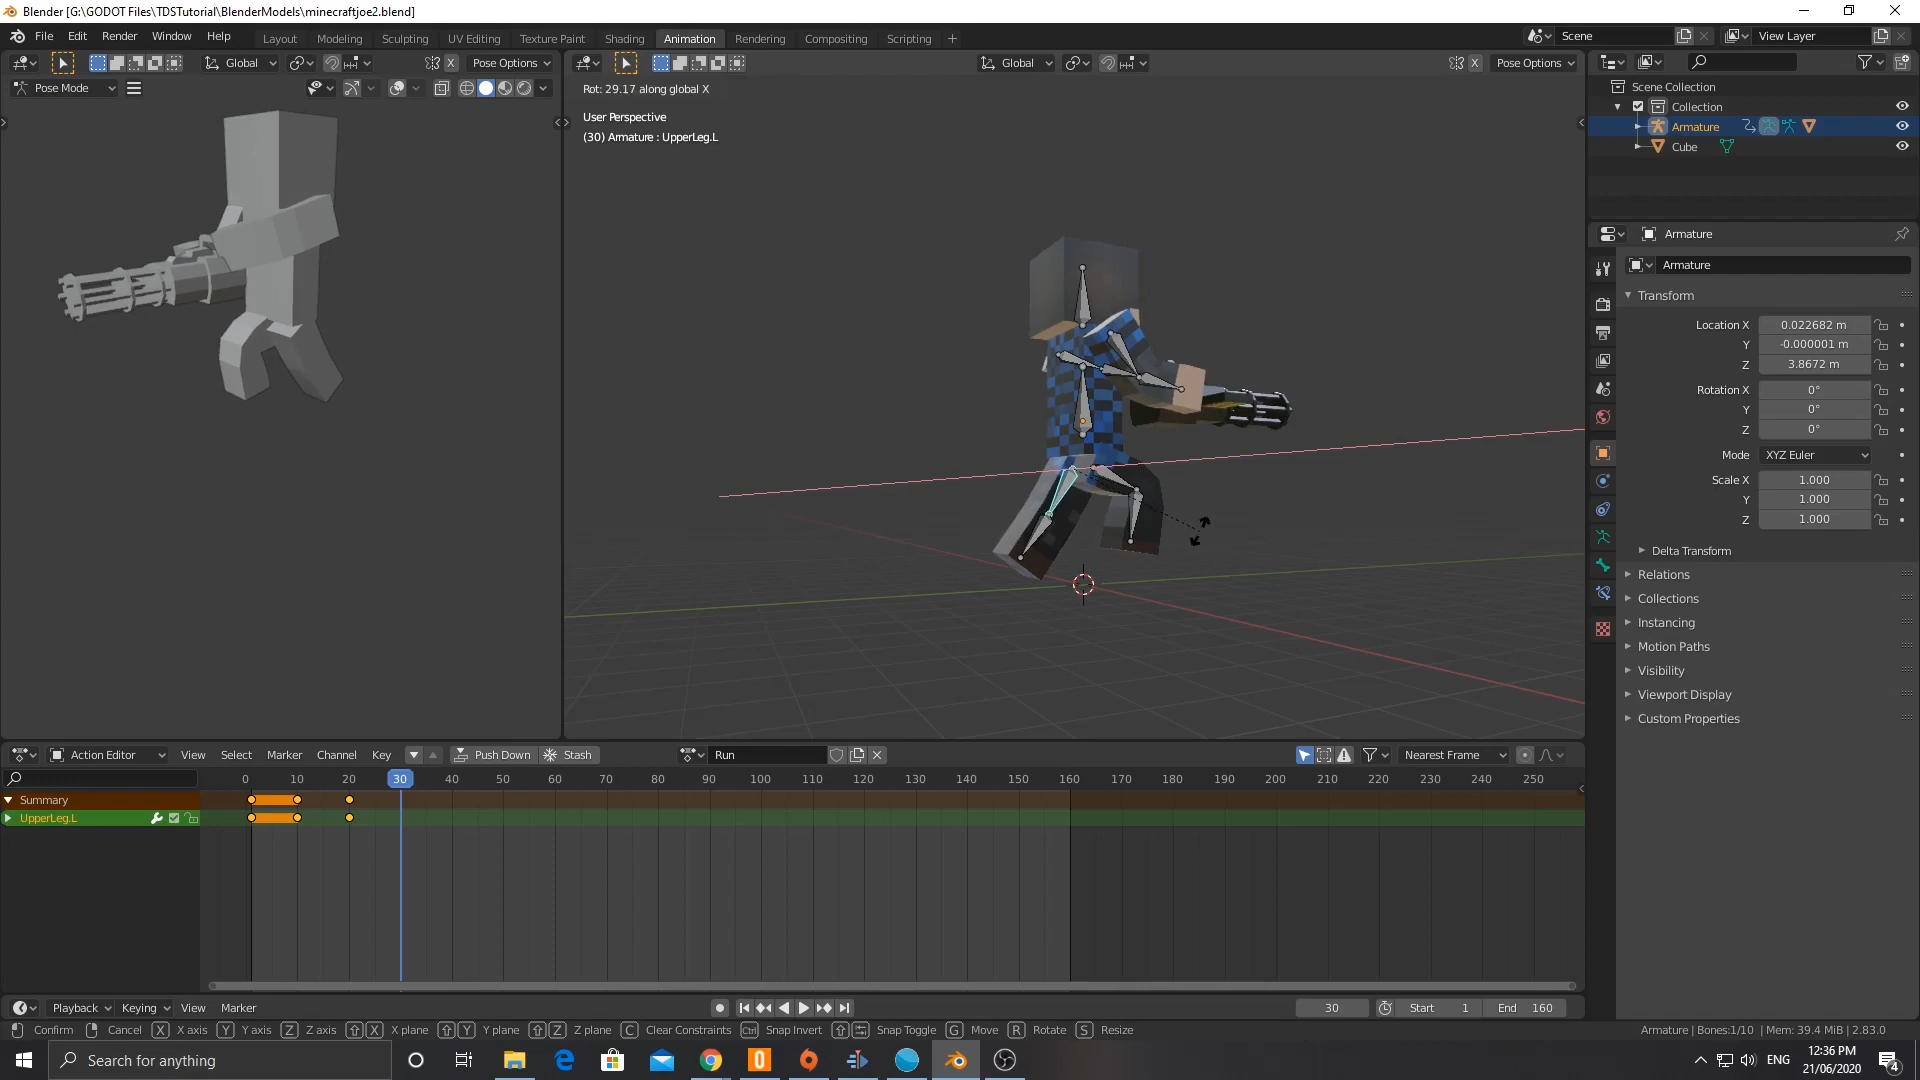 Blender [G:\GODOT Files\TDSTutorial\BlenderModels\minecraftjoe2.blend]
File Edit Render Window Help Layout Modeling Sculpting UV Editing Texture Paint Shading Animation Rendering Compositing Scripting + Scene View Layer
Global X Pose Options Global X Pose Options
Pose Mode
Rot: 29.17 along global X
User Perspective
(30) Armature : UpperLeg.L
Scene Collection
Collection
Armature
Cube
Armature
Armature
Transform
Location X 0.022682 m
Y -0.000001 m
Z 3.8672 m
Rotation X 0°
Y 0°
Z 0°
Mode XYZ Euler
Scale X 1.000
Y 1.000
Z 1.000
Delta Transform
Relations
Collections
Instancing
Motion Paths
Visibility
Viewport Display
Custom Properties
Action Editor View Select Marker Channel Key Push Down Stash Run Nearest Frame
0 10 20 30 40 50 60 70 80 90 100 110 120 130 140 150 160 170 180 190 200 210 220 230 240 250
Summary
UpperLeg.L
Playback Keying View Marker 30 Start 1 End 160
Confirm Cancel X X axis Y Y axis Z Z axis X X plane Y Y plane Z Z plane C Clear Constraints Ctrl Snap Invert Snap Toggle G Move R Rotate S Resize Armature | Bones:1/10 | Mem: 39.4 MiB | 2.83.0
Search for anything ENG 12:36 PM
21/06/2020 4